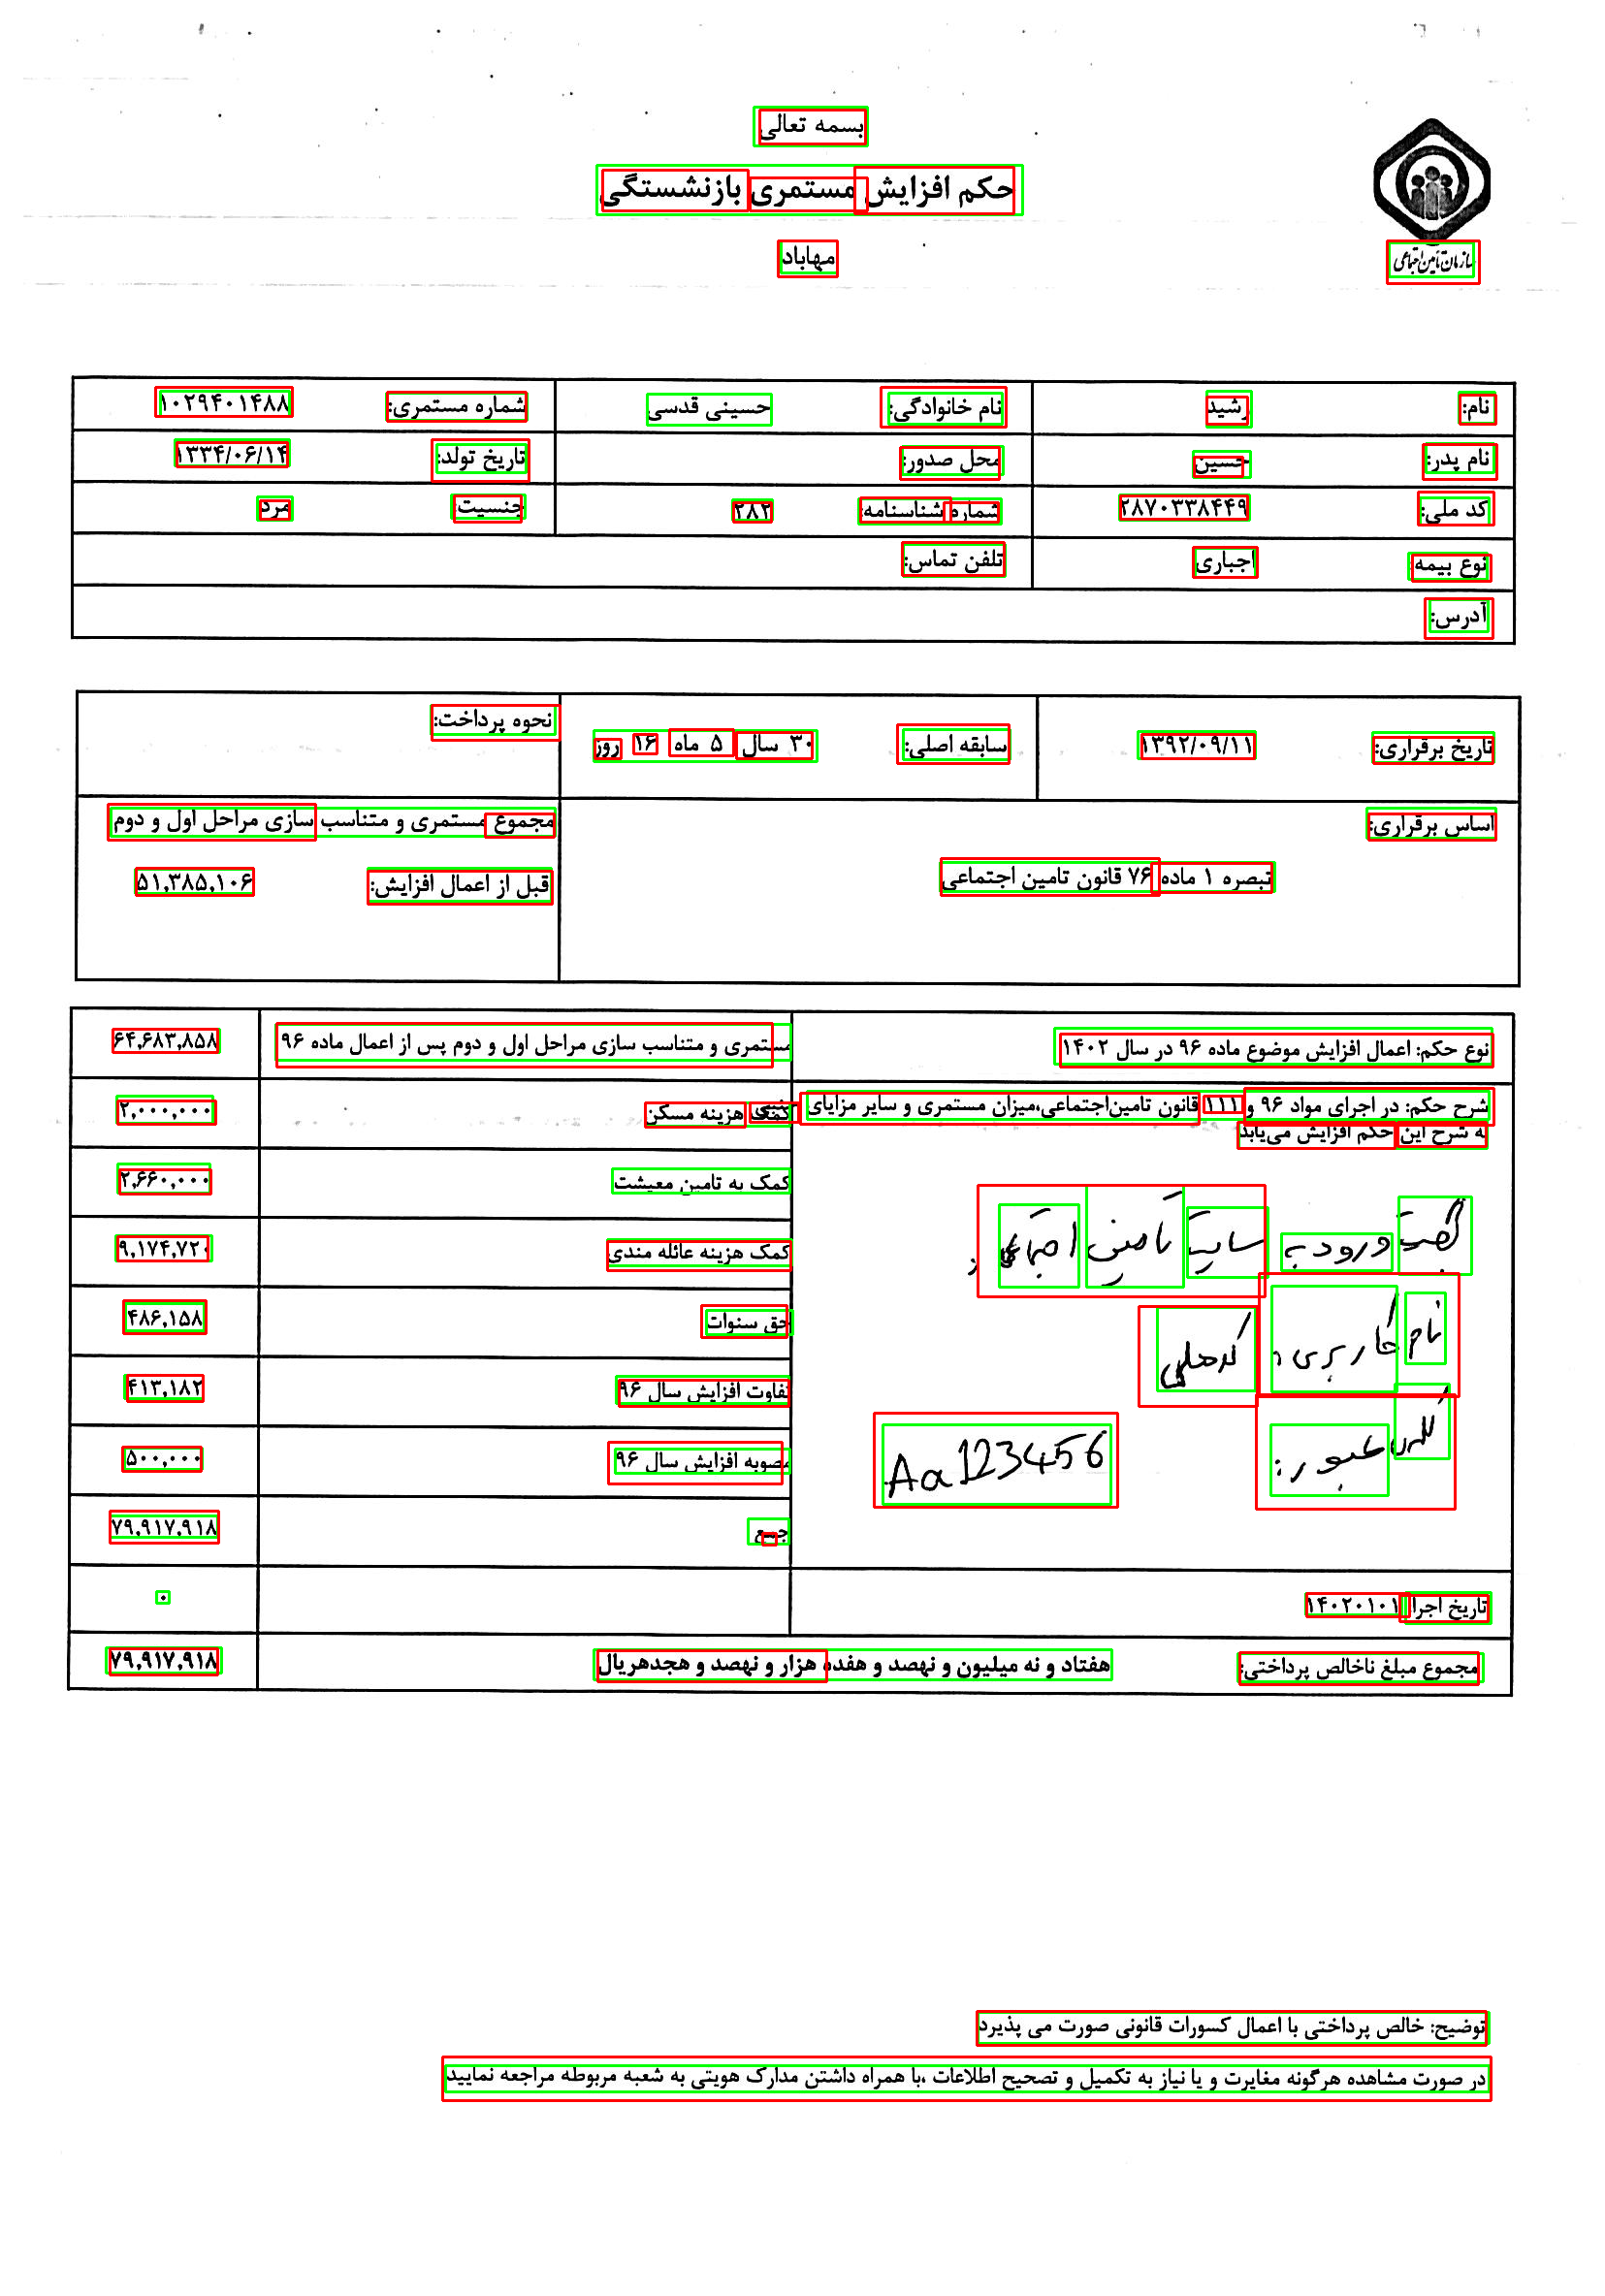 بسمه تعالی
حکم افزایش مستمری بازنشستگی
سازمان تأمین اجتماعی
مهاباد
نام: رشید نام خانوادگی: حسینی قدسی شماره مستمری: ۱۰۲۹۴۰۱۴۸۸
نام پدر: حسین محل صدور: تاریخ تولد: ۱۳۳۴/۰۶/۱۴
کد ملی: ۲۸۷۰۳۳۸۴۴۹ شماره شناسنامه: ۲۸۲ جنسیت: مرد
نوع بیمه: اجباری تلفن تماس:
آدرس:
تاریخ برقراری: ۱۳۹۲/۰۹/۱۱ سابقه اصلی: ۳۰ سال ۵ ماه ۱۶ روز نحوه پرداخت:
اساس برقراری: مجموع مستمری و متناسب سازی مراحل اول و دوم
تبصره ۱ ماده ۷۶ قانون تامین اجتماعی قبل از اعمال افزایش: ۵۱,۳۸۵,۱۰۶
نوع حکم: اعمال افزایش موضوع ماده ۹۶ در سال ۱۴۰۲ مستمری و متناسب سازی مراحل اول و دوم پس از اعمال ماده ۹۶ ۶۴,۶۸۳,۸۵۸
شرح حکم: در اجرای مواد ۹۶ و ۱۱۱ قانون تامین‌اجتماعی،میزان مستمری و سایر مزایای
به شرح این حکم افزایش می‌یابد
کمک هزینه مسکن ۲,۰۰۰,۰۰۰
کمک به تامین معیشت ۲,۶۶۰,۰۰۰
کمک هزینه عائله مندی ۹,۱۷۴,۷۲۰
حق سنوات ۴۸۶,۱۵۸
تفاوت افزایش سال ۹۶ ۴۱۳,۱۸۲
مصوبه افزایش سال ۹۶ ۵۰۰,۰۰۰
جمع ۷۹,۹۱۷,۹۱۸
جهت ورود به سایت تامین اجتماعی:
نام کاربری: کدملی
کلمه عبور: Aa123456
تاریخ اجرا ۱۴۰۲۰۱۰۱ ۰
مجموع مبلغ ناخالص پرداختی: هفتاد و نه میلیون و نهصد و هفده هزار و نهصد و هجدهریال ۷۹,۹۱۷,۹۱۸
توضیح: خالص پرداختی با اعمال کسورات قانونی صورت می پذیرد
در صورت مشاهده هرگونه مغایرت و یا نیاز به تکمیل و تصحیح اطلاعات ،با همراه داشتن مدارک هویتی به شعبه مربوطه مراجعه نمایید